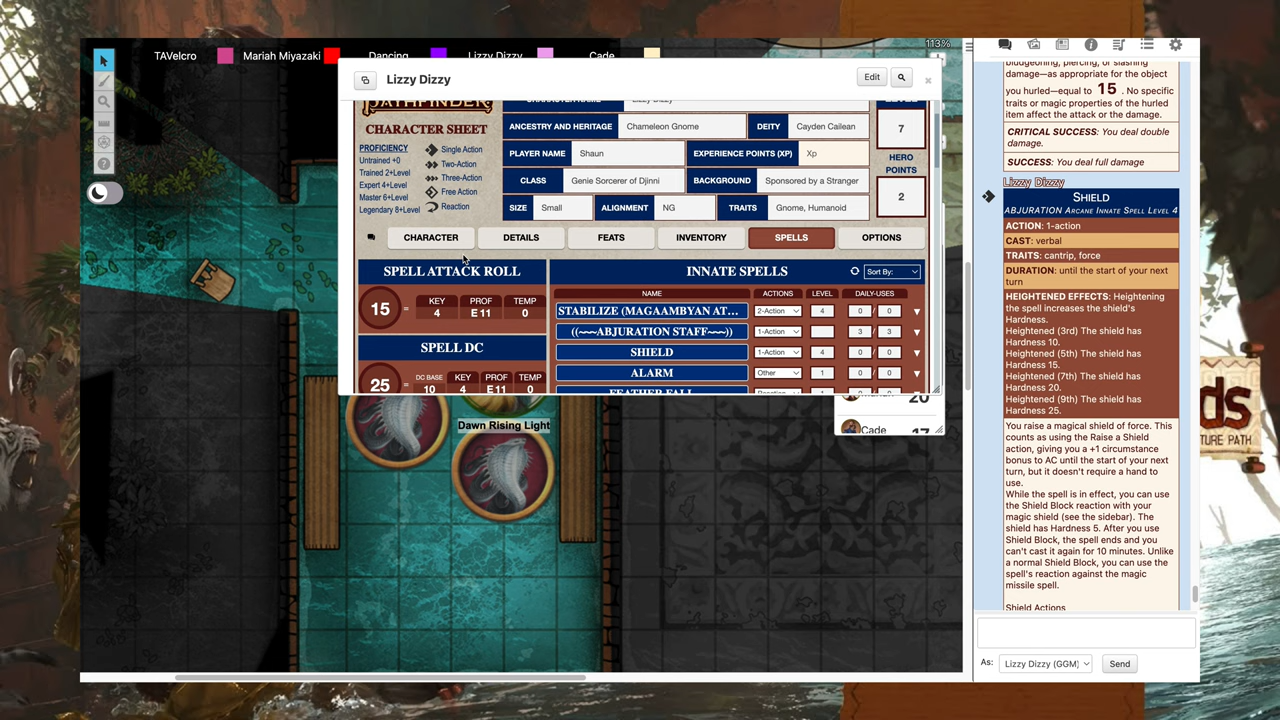 TAVelcro
Mariah Miyazaki
Dancing
Lizzy Dizzy
Cade
113%
Lizzy Dizzy
Edit
PATHFINDER
CHARACTER SHEET
PROFICIENCY
Untrained +0
Trained 2+Level
Expert 4+Level
Master 6+Level
Legendary 8+Level
Single Action
Two-Action
Three-Action
Free Action
Reaction
CHARACTER NAME Lizzy Dizzy
ANCESTRY AND HERITAGE Chameleon Gnome DEITY Cayden Cailean
PLAYER NAME Shaun EXPERIENCE POINTS (XP) Xp
CLASS Genie Sorcerer of Djinni BACKGROUND Sponsored by a Stranger
SIZE Small ALIGNMENT NG TRAITS Gnome, Humanoid
LEVEL
7
HERO
POINTS
2
CHARACTER DETAILS FEATS INVENTORY SPELLS OPTIONS
SPELL ATTACK ROLL
15 = KEY PROF TEMP
4 E 11 0
SPELL DC
25 = DC BASE KEY PROF TEMP
10 4 E 11 0
INNATE SPELLS
Sort By:
NAME ACTIONS LEVEL DAILY-USES
STABILIZE (MAGAAMBYAN AT... 2-Action 4 0 / 0
((~~~ABJURATION STAFF~~~)) 1-Action 3 / 3
SHIELD 1-Action 4 0 / 0
ALARM Other 1 0 / 0
FEATHER FALL Reaction 1 0 / 0
20
Cade 17
Dawn Rising Light
bludgeoning, piercing, or slashing
damage—as appropriate for the object
you hurled—equal to 15 . No specific
traits or magic properties of the hurled
item affect the attack or the damage.
CRITICAL SUCCESS: You deal double
damage.
SUCCESS: You deal full damage
Lizzy Dizzy
SHIELD
ABJURATION ARCANE INNATE SPELL LEVEL 4
ACTION: 1-action
CAST: verbal
TRAITS: cantrip, force
DURATION: until the start of your next
turn
HEIGHTENED EFFECTS: Heightening
the spell increases the shield's
Hardness.
Heightened (3rd) The shield has
Hardness 10.
Heightened (5th) The shield has
Hardness 15.
Heightened (7th) The shield has
Hardness 20.
Heightened (9th) The shield has
Hardness 25.
You raise a magical shield of force. This
counts as using the Raise a Shield
action, giving you a +1 circumstance
bonus to AC until the start of your next
turn, but it doesn't require a hand to
use.
While the spell is in effect, you can use
the Shield Block reaction with your
magic shield (see the sidebar). The
shield has Hardness 5. After you use
Shield Block, the spell ends and you
can't cast it again for 10 minutes. Unlike
a normal Shield Block, you can use the
spell's reaction against the magic
missile spell.
Shield Actions
As: Lizzy Dizzy (GGM) Send
ds
TURE PATH